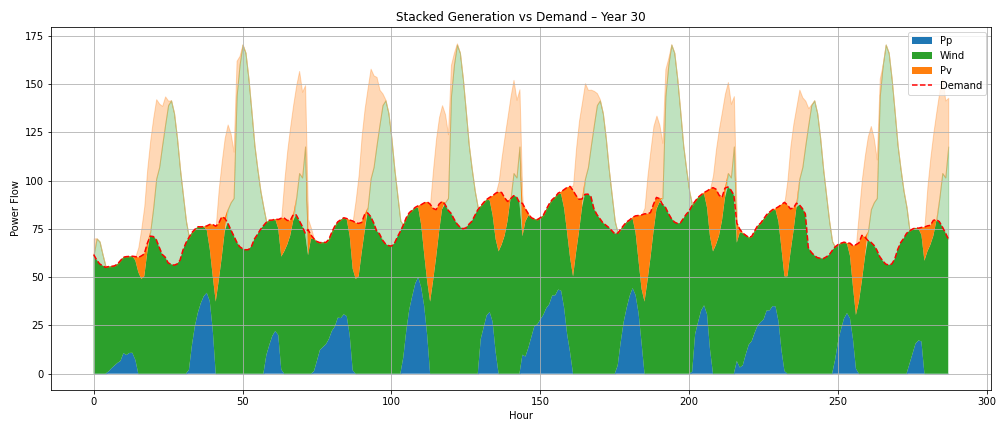 Stacked Generation vs Demand – Year 30
Power Flow
175
150
125
100
75
50
25
0
Pp
Wind
Pv
Demand
0
50
100
150
200
250
300
Hour